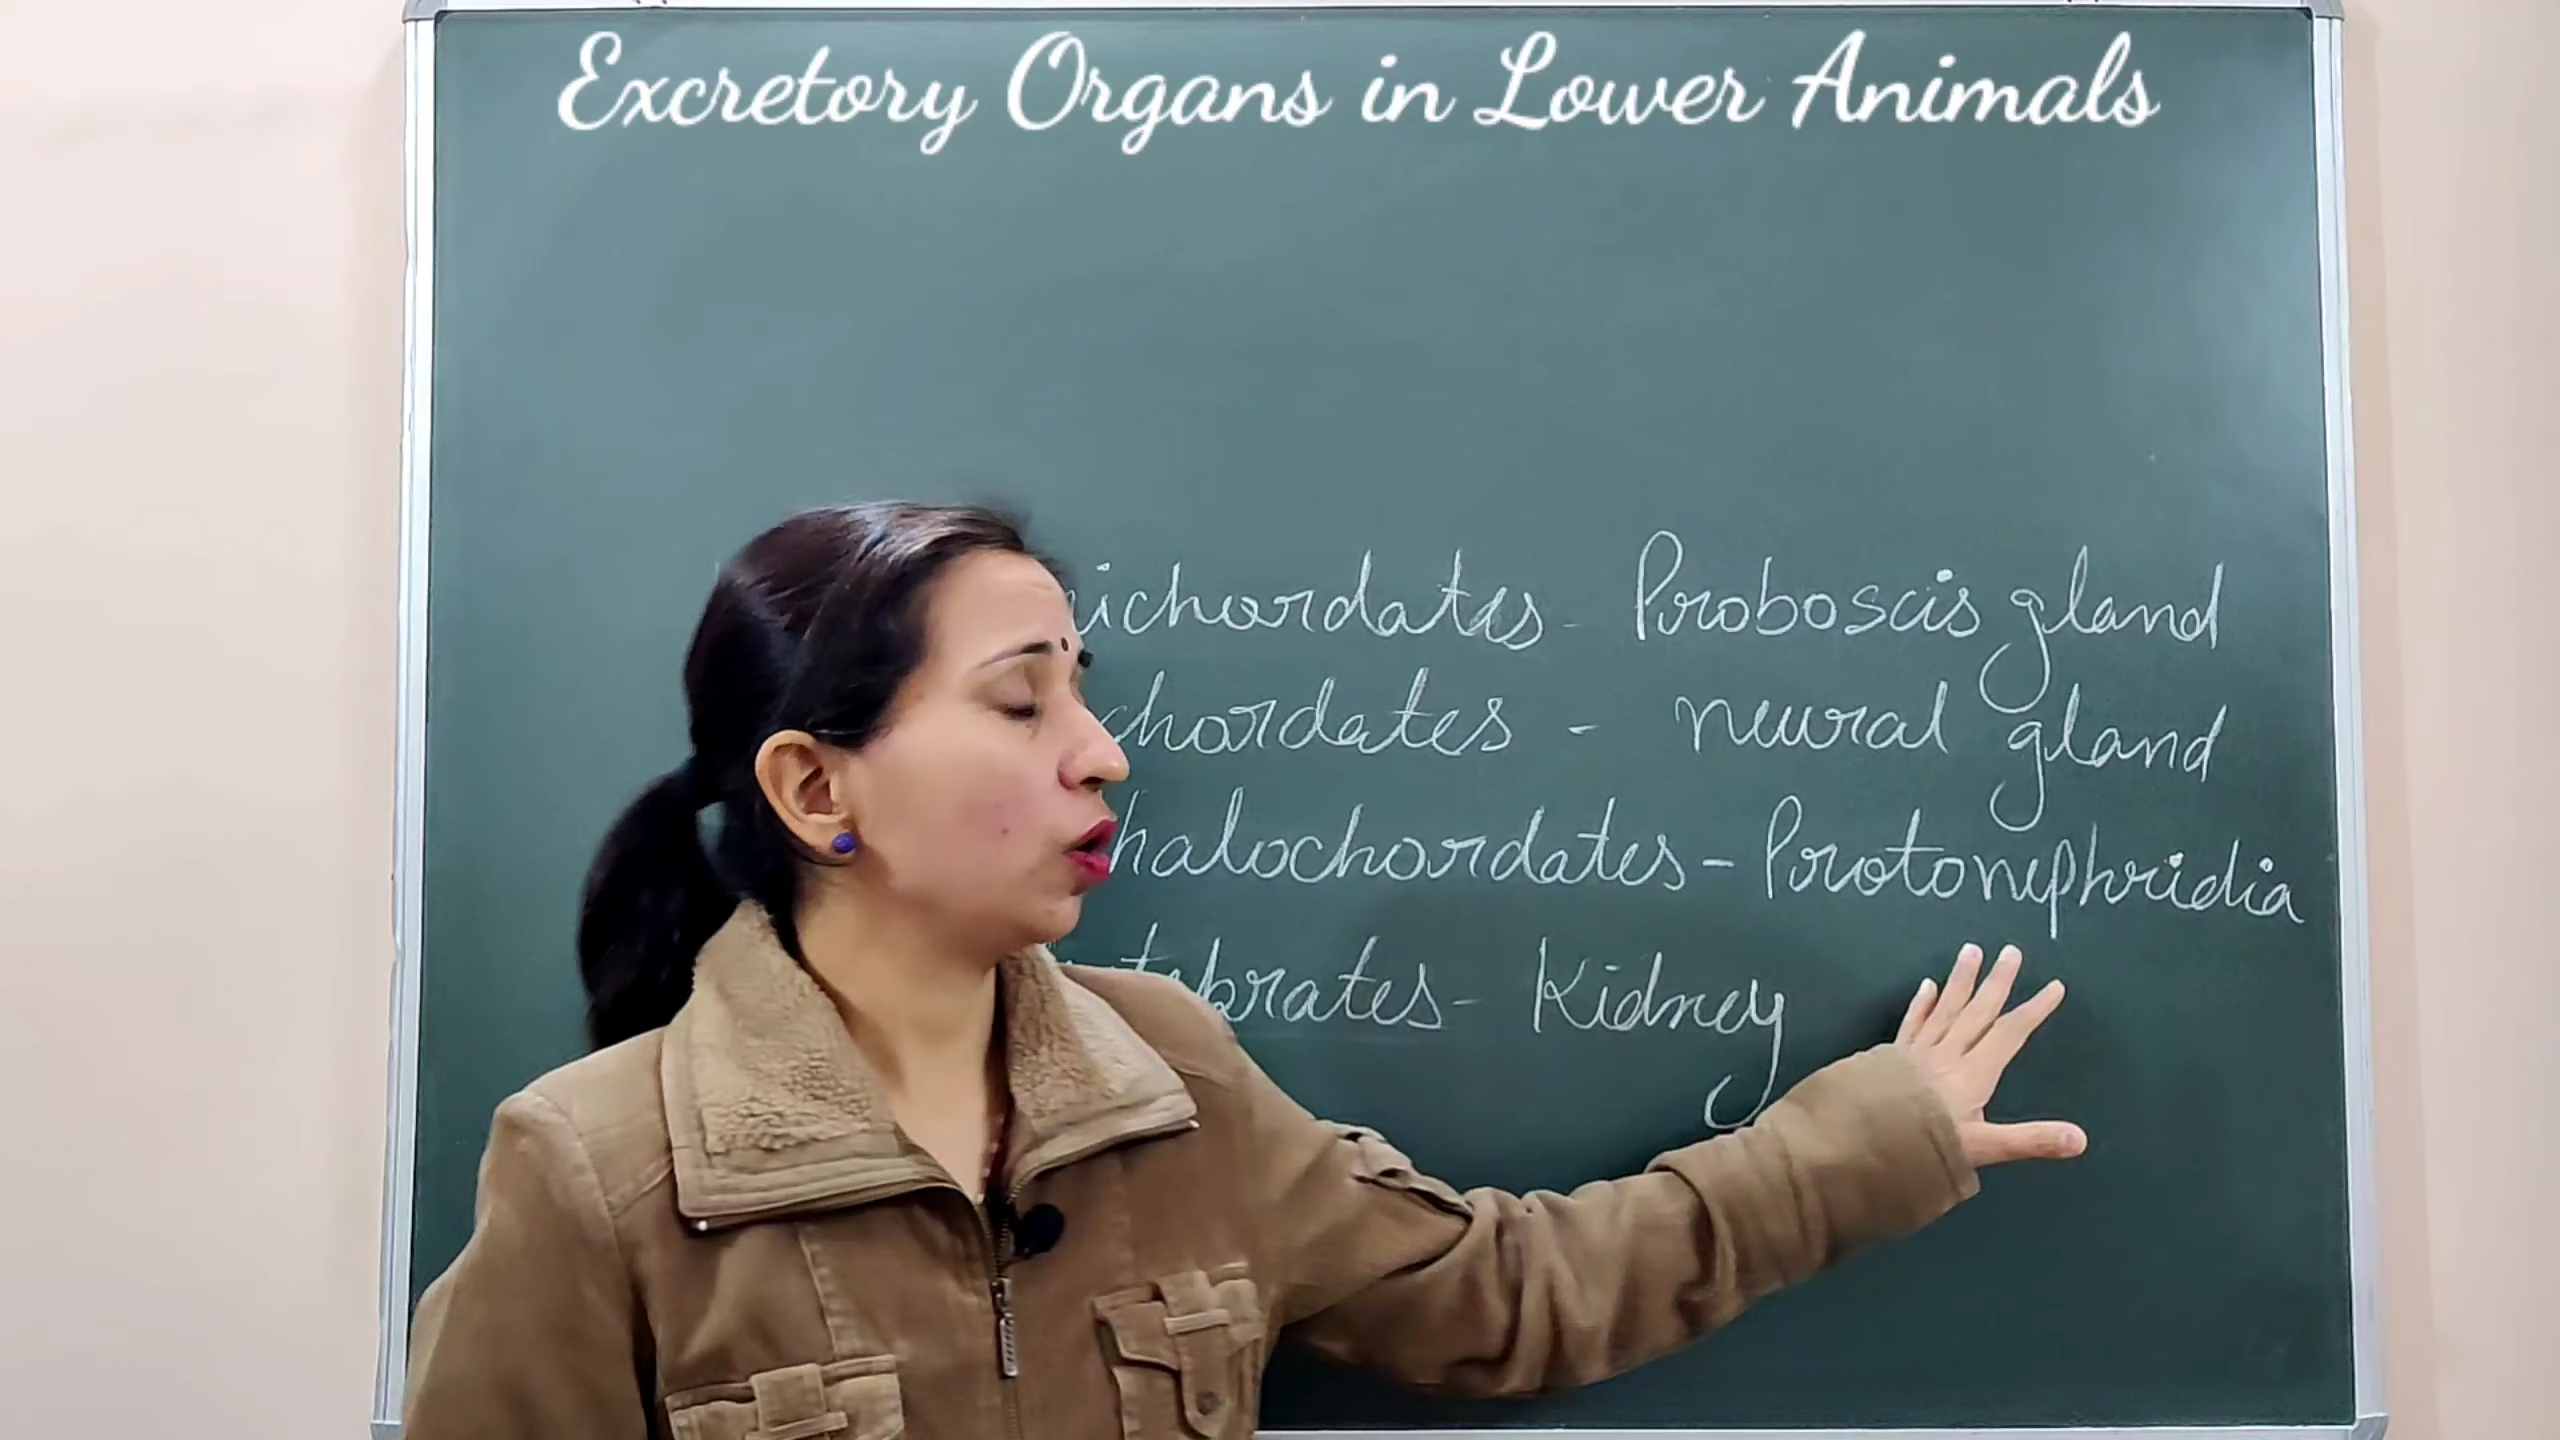 Excretory Organs in Lower Animals
ichordates - Proboscis gland
chordates - neural gland
halochordates - Protonephridia
tebrates - Kidney